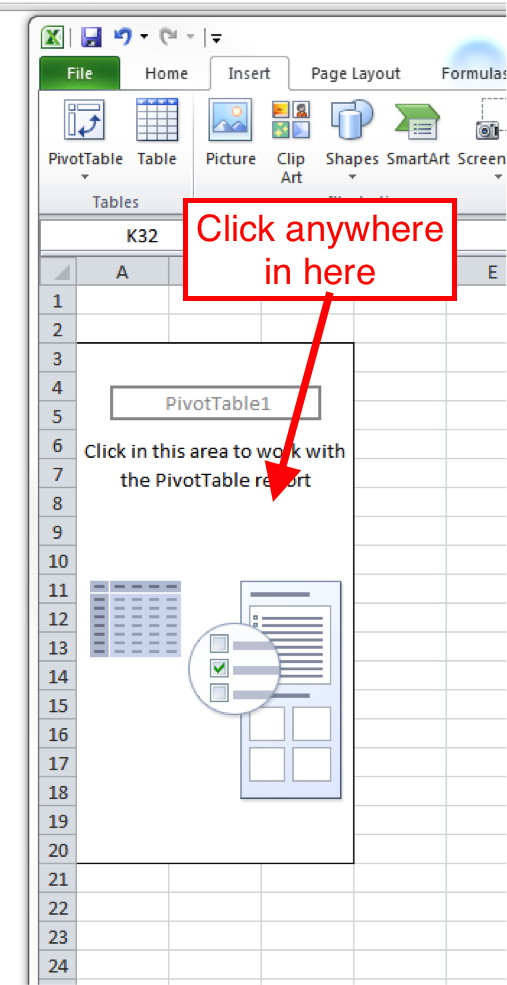 File Home Insert Page Layout Formulas
PivotTable Table Picture Clip Art Shapes SmartArt Screen
Tables
K32
Click anywhere
in here
A E
1
2
3
4
PivotTable1
5
6
Click in this area to work with
7
the PivotTable report
8
9
10
11
12
13
14
15
16
17
18
19
20
21
22
23
24